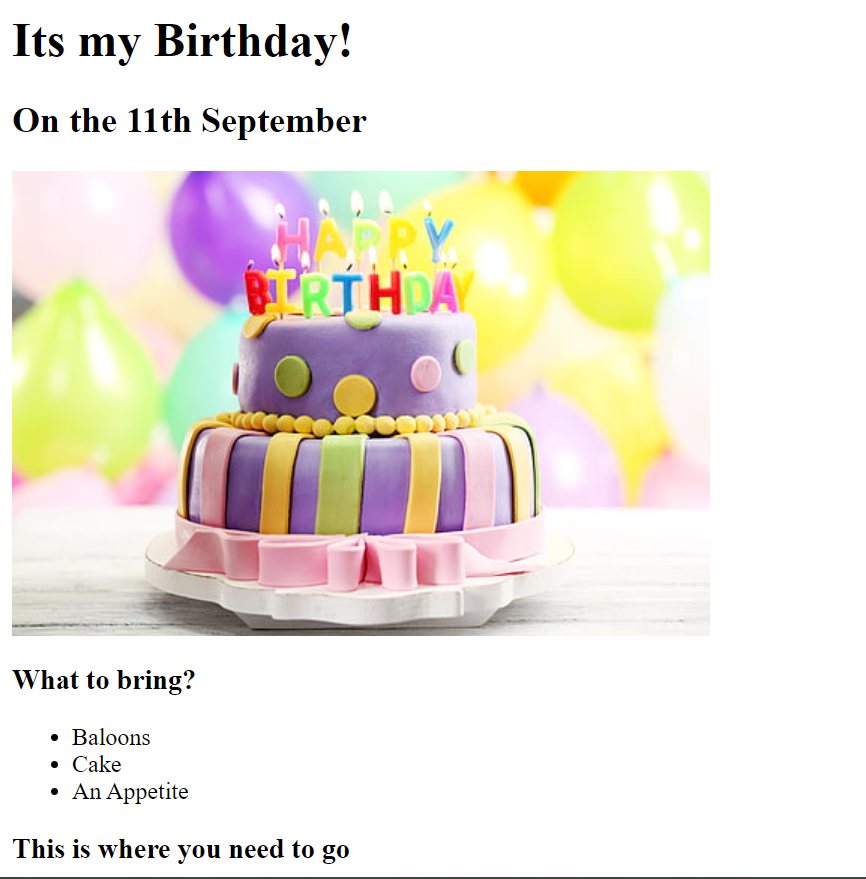 Its my Birthday!
On the 11th September
HAPPY
BIRTHDAY
What to bring?
Baloons
Cake
An Appetite
This is where you need to go